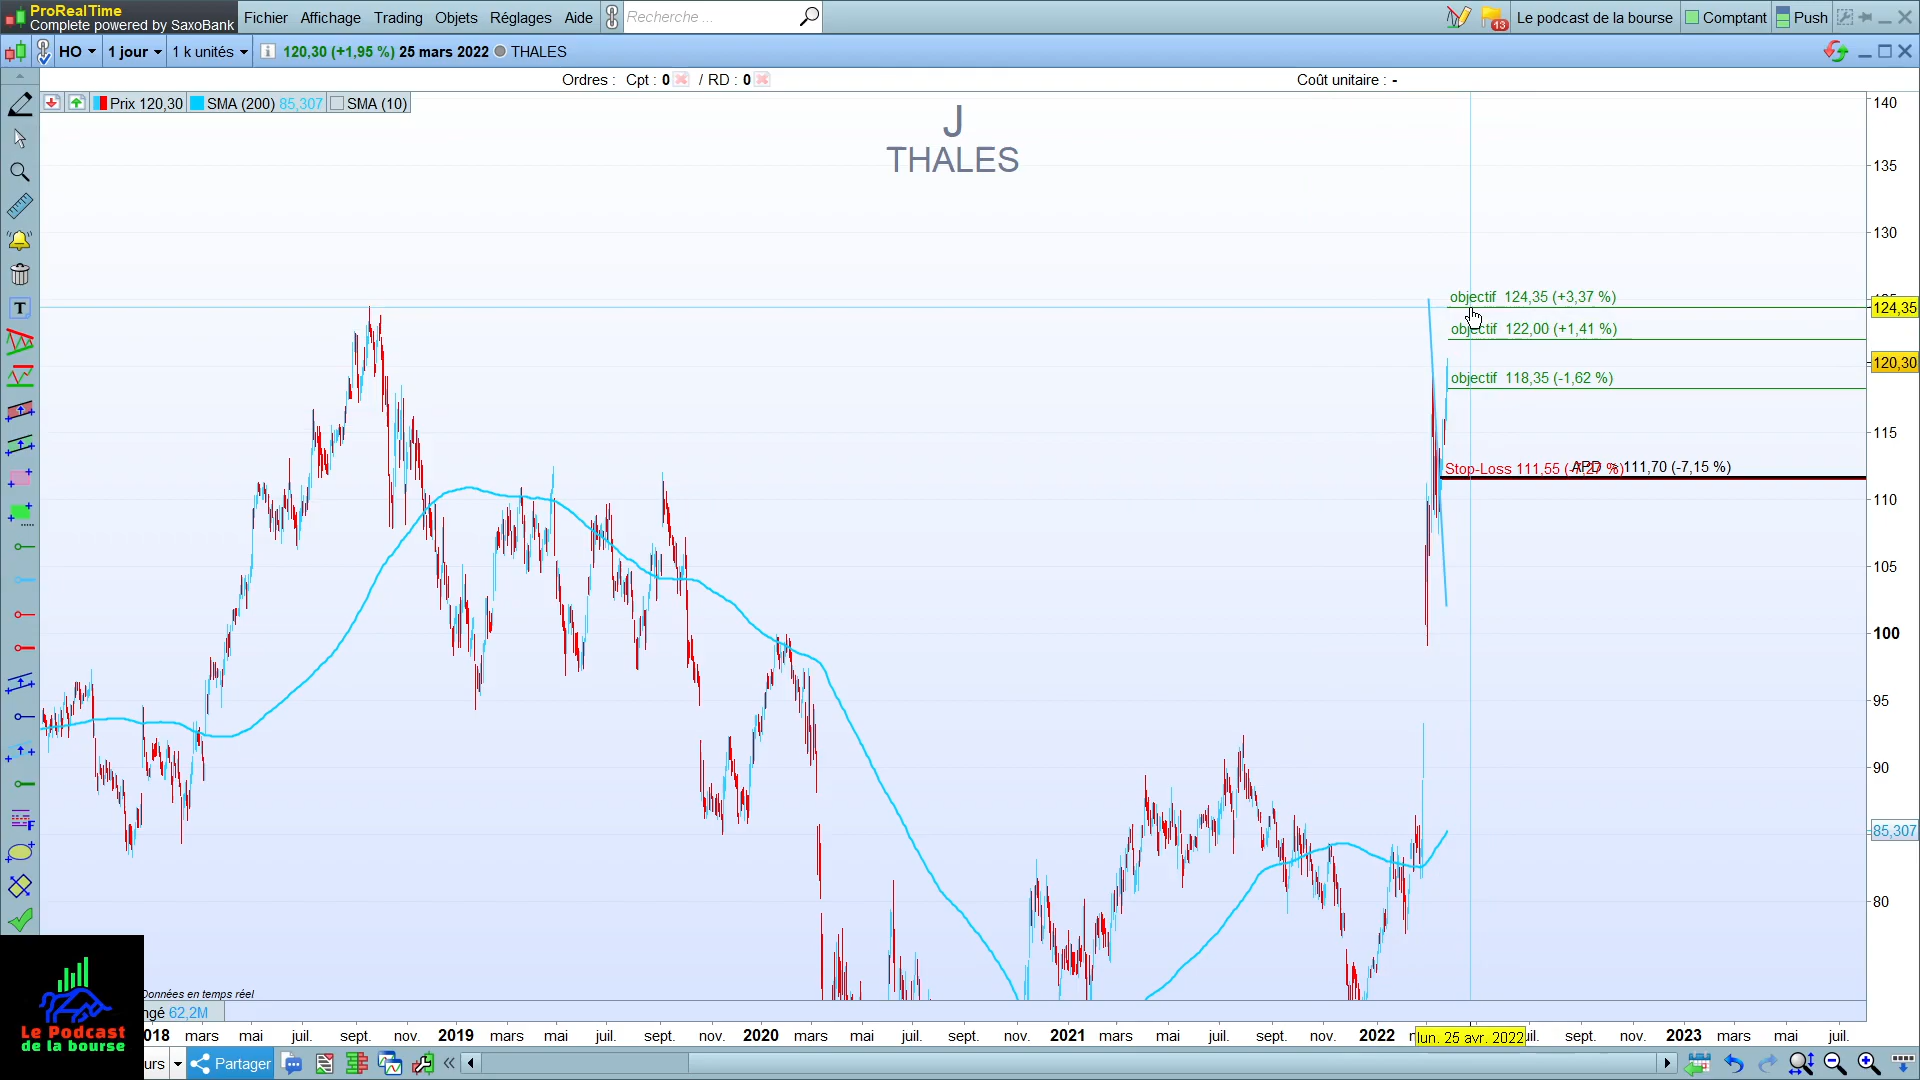 ProRealTime
Complete powered by SaxoBank
Fichier Affichage Trading Objets Réglages Aide
Recherche ...
13
Le podcast de la bourse
Comptant
Push
HO
1 jour
1 k unités
120,30 (+1,95 %) 25 mars 2022
THALES
Ordres : Cpt : 0 / RD : 0
Coût unitaire : -
Prix 120,30
SMA (200) 85,307
SMA (10)
J
THALES
140
135
130
objectif 124,35 (+3,37 %)
124,35
objectif 122,00 (+1,41 %)
120,30
objectif 118,35 (-1,62 %)
115
Stop-Loss 111,55 (-7,27 %)
111,70 (-7,15 %)
110
105
100
95
90
85,307
80
T
F
Données en temps réel
ngé 62,2M
Le Podcast
de la bourse
018 mars mai juil. sept. nov. 2019 mars mai juil. sept. nov. 2020 mars mai juil. sept. nov. 2021 mars mai juil. sept. nov. 2022 lun. 25 avr. 2022 sept. nov. 2023 mars mai juil.
urs
Partager